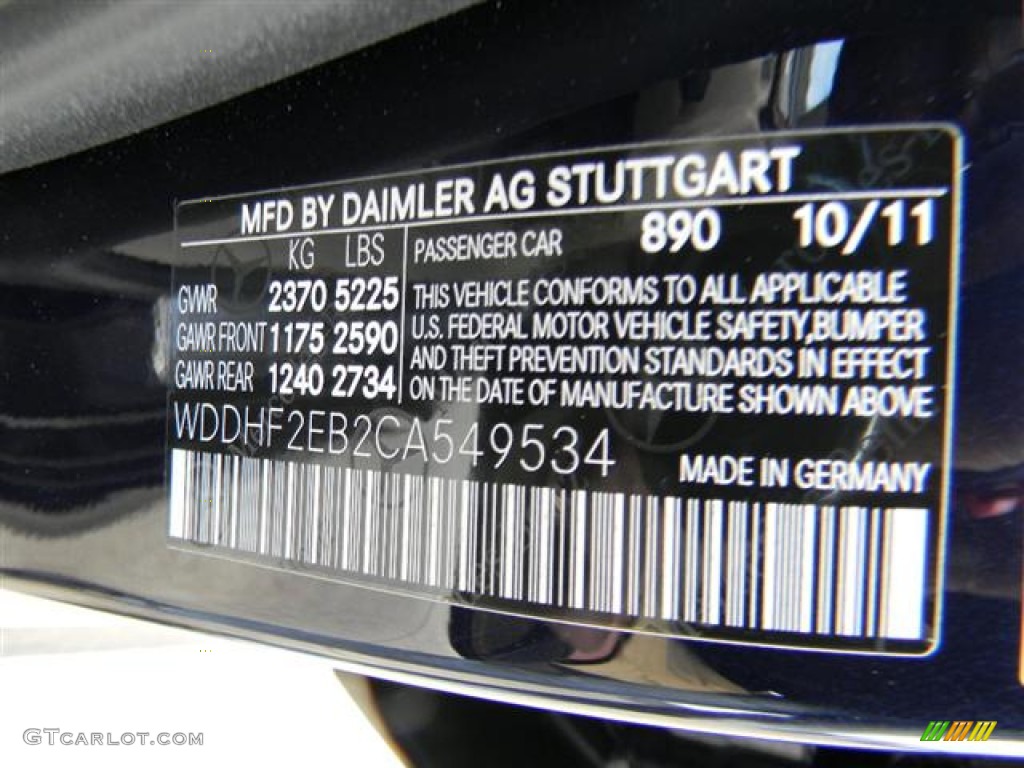 MFD BY DAIMLER AG STUTTGART
KG LBS
PASSENGER CAR 890 10/11
GVWR 2370 5225
GAWR FRONT 1175 2590
GAWR REAR 1240 2734
THIS VEHICLE CONFORMS TO ALL APPLICABLE
U.S. FEDERAL MOTOR VEHICLE SAFETY,BUMPER
AND THEFT PREVENTION STANDARDS IN EFFECT
ON THE DATE OF MANUFACTURE SHOWN ABOVE
WDDHF2EB2CA549534
MADE IN GERMANY
GTCARLOT.COM